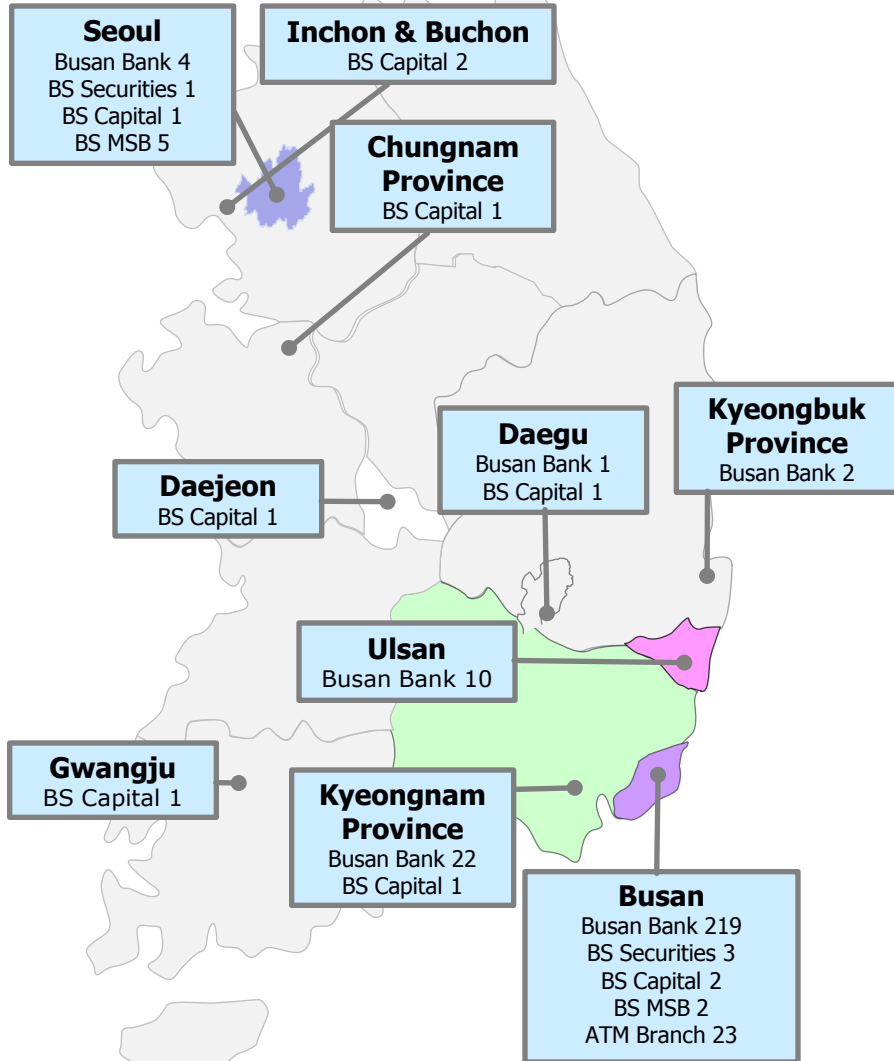 Seoul
Busan Bank 4
BS Securities 1
BS Capital 1
BS MSB 5
Inchon & Buchon
BS Capital 2
Chungnam
Province
BS Capital 1
Kyeongbuk
Province
Busan Bank 2
Daegu
Busan Bank 1
BS Capital 1
Daejeon
BS Capital 1
Ulsan
Busan Bank 10
Gwangju
BS Capital 1
Kyeongnam
Province
Busan Bank 22
BS Capital 1
Busan
Busan Bank 219
BS Securities 3
BS Capital 2
BS MSB 2
ATM Branch 23